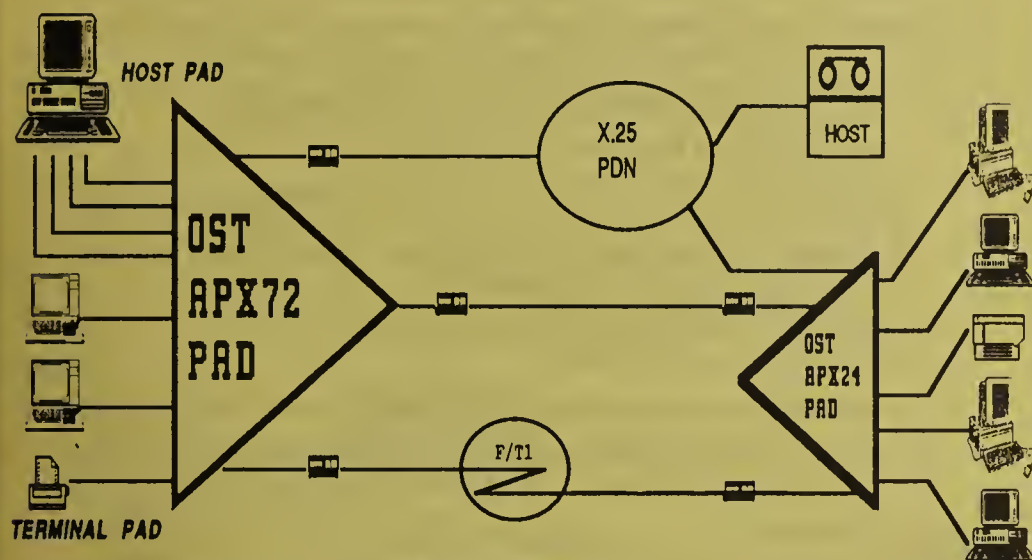 HOST PAD
X.25
PDN
HOST
OST
APX72
PAD
OST
APX24
PAD
F/T1
TERMINAL PAD